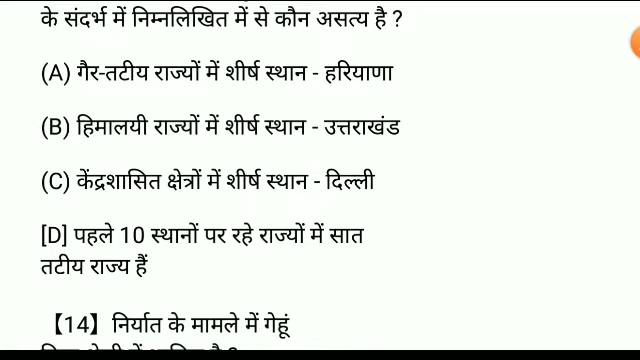 के संदर्भ में निम्नलिखित में से कौन असत्य है ?
(A) गैर-तटीय राज्यों में शीर्ष स्थान - हरियाणा
(B) हिमालयी राज्यों में शीर्ष स्थान - उत्तराखंड
(C) केंद्रशासित क्षेत्रों में शीर्ष स्थान - दिल्ली
[D] पहले 10 स्थानों पर रहे राज्यों में सात
तटीय राज्य हैं
【14】 निर्यात के मामले में गेहूं